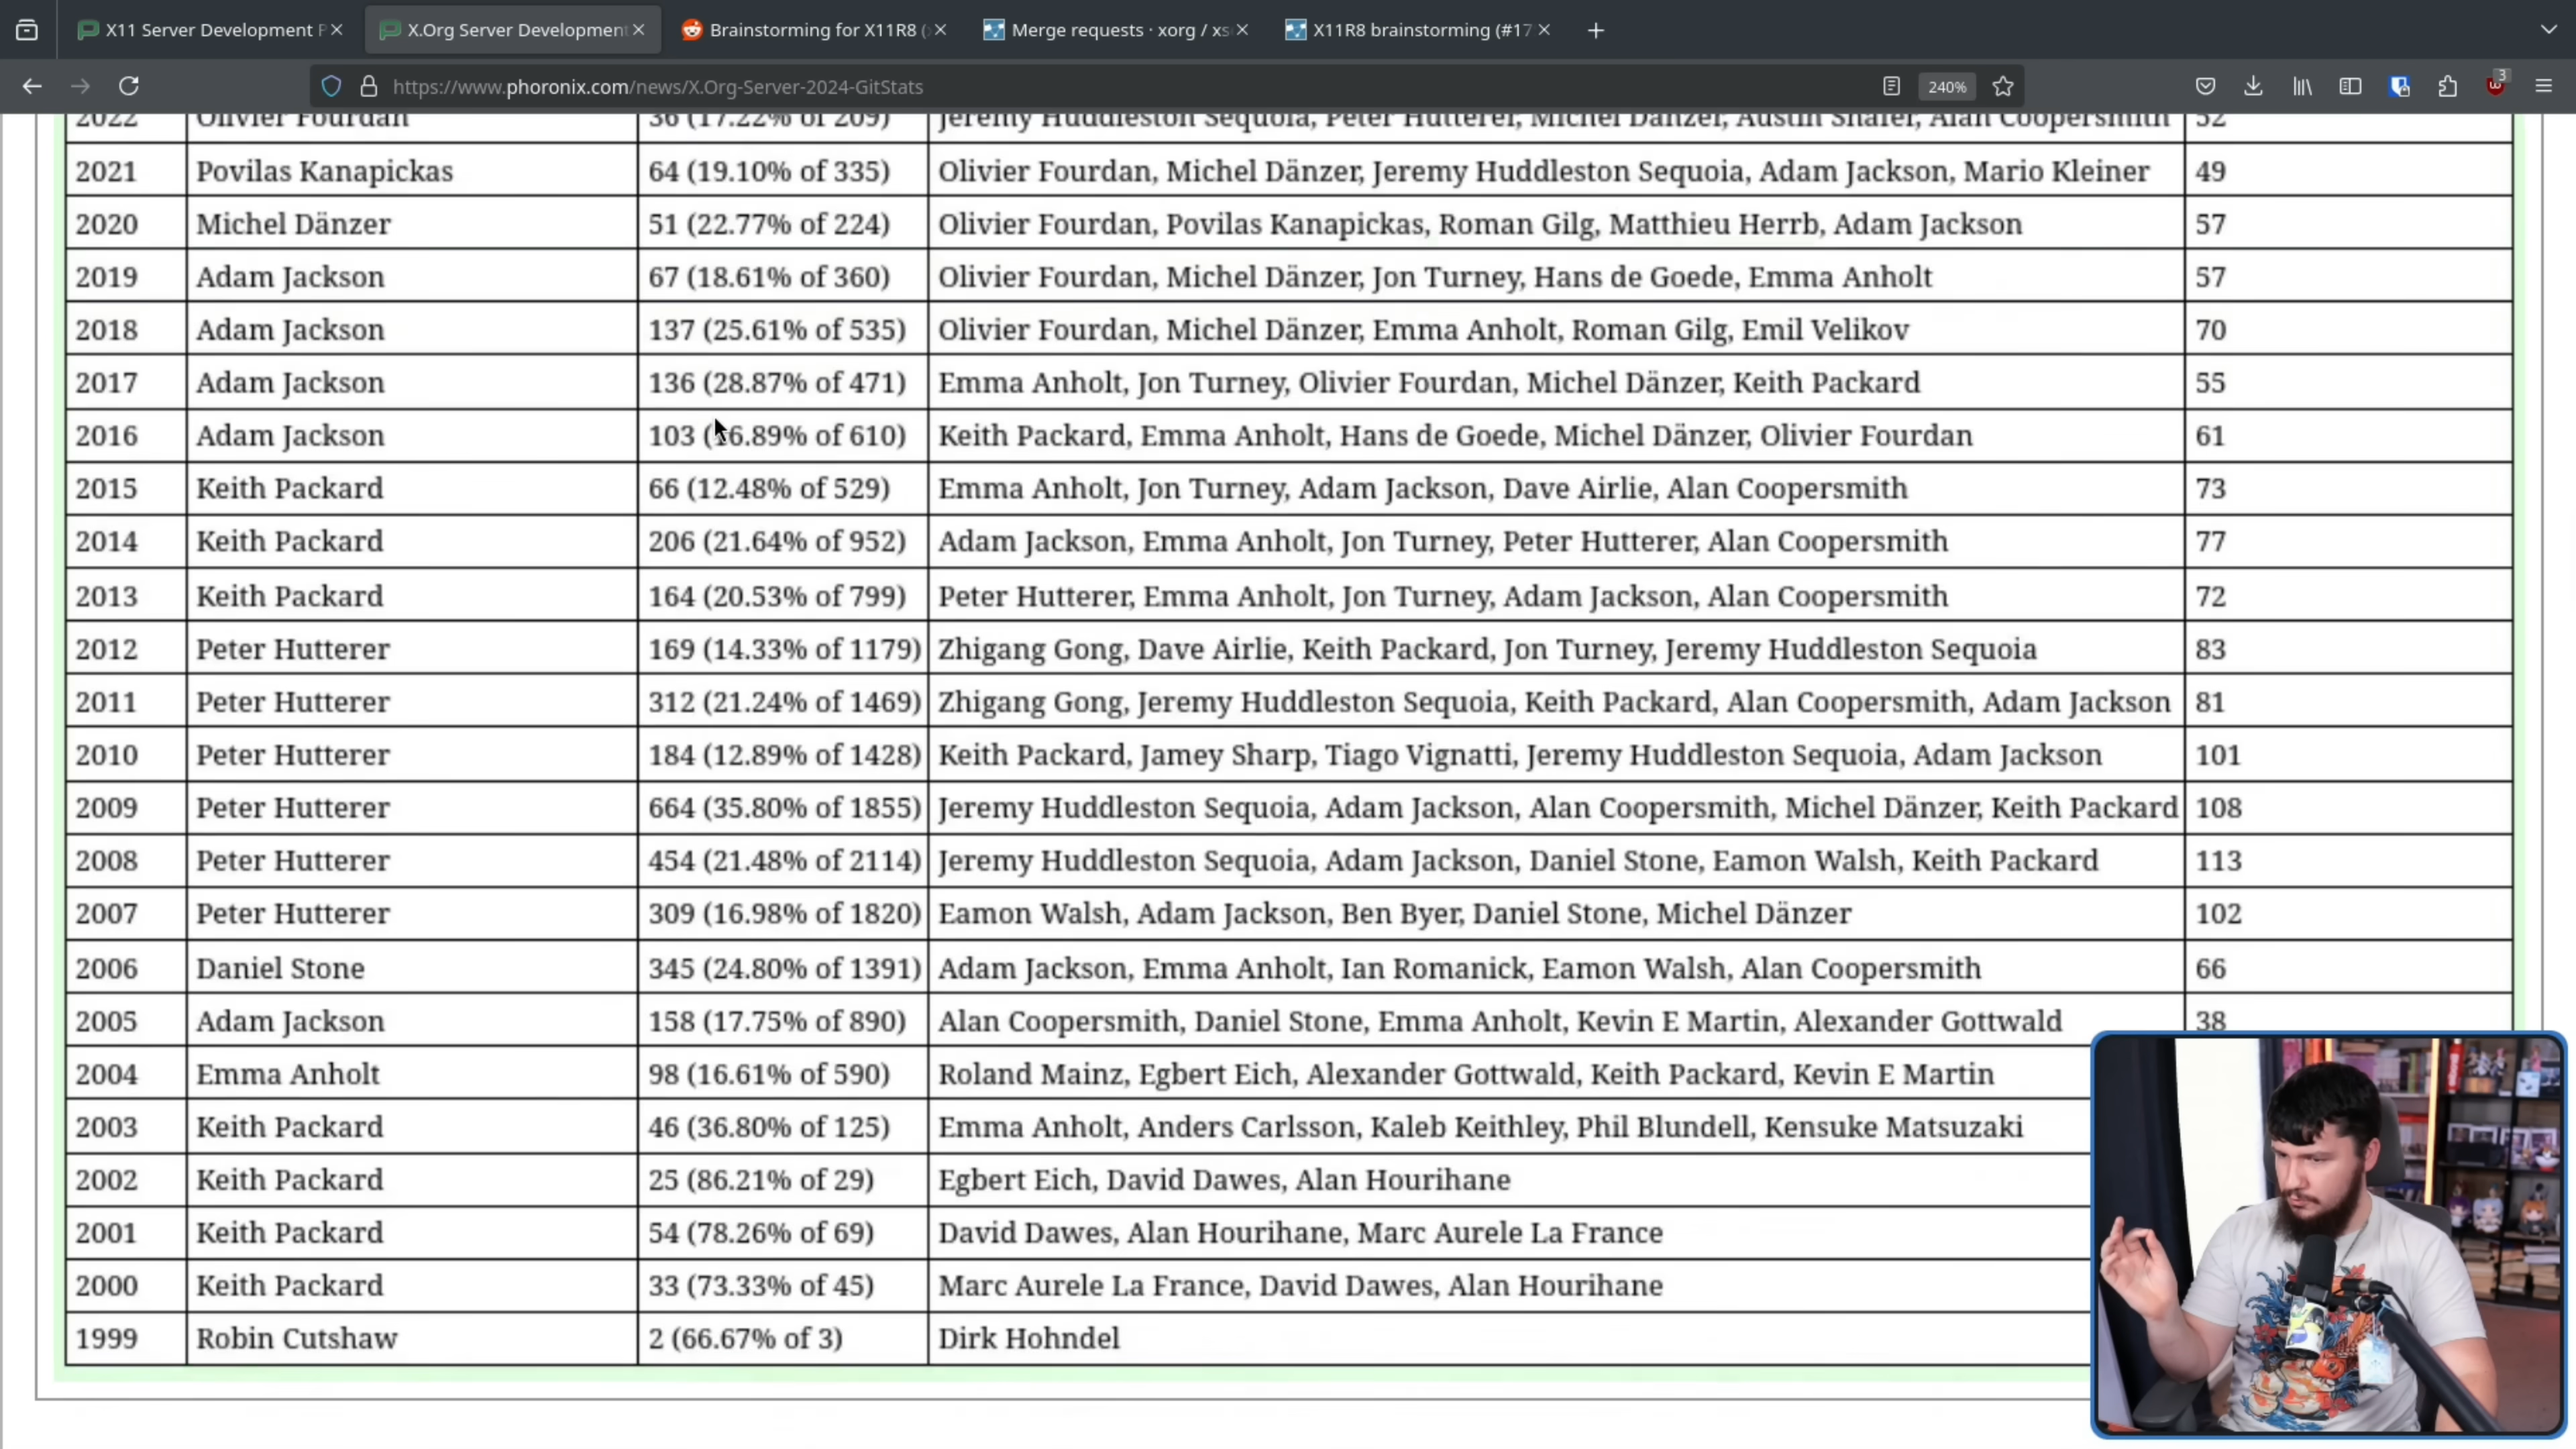 X11 Server Development P
X.Org Server Development
Brainstorming for X11R8 (
Merge requests · xorg / xs
X11R8 brainstorming (#17
https://www.phoronix.com/news/X.Org-Server-2024-GitStats
240%
3
2022 Olivier Fourdan 36 (17.22% of 209) Jeremy Huddleston Sequoia, Peter Hutterer, Michel Dänzer, Austin Shafer, Alan Coopersmith 52
2021 Povilas Kanapickas 64 (19.10% of 335) Olivier Fourdan, Michel Dänzer, Jeremy Huddleston Sequoia, Adam Jackson, Mario Kleiner 49
2020 Michel Dänzer 51 (22.77% of 224) Olivier Fourdan, Povilas Kanapickas, Roman Gilg, Matthieu Herrb, Adam Jackson 57
2019 Adam Jackson 67 (18.61% of 360) Olivier Fourdan, Michel Dänzer, Jon Turney, Hans de Goede, Emma Anholt 57
2018 Adam Jackson 137 (25.61% of 535) Olivier Fourdan, Michel Dänzer, Emma Anholt, Roman Gilg, Emil Velikov 70
2017 Adam Jackson 136 (28.87% of 471) Emma Anholt, Jon Turney, Olivier Fourdan, Michel Dänzer, Keith Packard 55
2016 Adam Jackson 103 ( 6.89% of 610) Keith Packard, Emma Anholt, Hans de Goede, Michel Dänzer, Olivier Fourdan 61
2015 Keith Packard 66 (12.48% of 529) Emma Anholt, Jon Turney, Adam Jackson, Dave Airlie, Alan Coopersmith 73
2014 Keith Packard 206 (21.64% of 952) Adam Jackson, Emma Anholt, Jon Turney, Peter Hutterer, Alan Coopersmith 77
2013 Keith Packard 164 (20.53% of 799) Peter Hutterer, Emma Anholt, Jon Turney, Adam Jackson, Alan Coopersmith 72
2012 Peter Hutterer 169 (14.33% of 1179) Zhigang Gong, Dave Airlie, Keith Packard, Jon Turney, Jeremy Huddleston Sequoia 83
2011 Peter Hutterer 312 (21.24% of 1469) Zhigang Gong, Jeremy Huddleston Sequoia, Keith Packard, Alan Coopersmith, Adam Jackson 81
2010 Peter Hutterer 184 (12.89% of 1428) Keith Packard, Jamey Sharp, Tiago Vignatti, Jeremy Huddleston Sequoia, Adam Jackson 101
2009 Peter Hutterer 664 (35.80% of 1855) Jeremy Huddleston Sequoia, Adam Jackson, Alan Coopersmith, Michel Dänzer, Keith Packard 108
2008 Peter Hutterer 454 (21.48% of 2114) Jeremy Huddleston Sequoia, Adam Jackson, Daniel Stone, Eamon Walsh, Keith Packard 113
2007 Peter Hutterer 309 (16.98% of 1820) Eamon Walsh, Adam Jackson, Ben Byer, Daniel Stone, Michel Dänzer 102
2006 Daniel Stone 345 (24.80% of 1391) Adam Jackson, Emma Anholt, Ian Romanick, Eamon Walsh, Alan Coopersmith 66
2005 Adam Jackson 158 (17.75% of 890) Alan Coopersmith, Daniel Stone, Emma Anholt, Kevin E Martin, Alexander Gottwald 38
2004 Emma Anholt 98 (16.61% of 590) Roland Mainz, Egbert Eich, Alexander Gottwald, Keith Packard, Kevin E Martin
2003 Keith Packard 46 (36.80% of 125) Emma Anholt, Anders Carlsson, Kaleb Keithley, Phil Blundell, Kensuke Matsuzaki
2002 Keith Packard 25 (86.21% of 29) Egbert Eich, David Dawes, Alan Hourihane
2001 Keith Packard 54 (78.26% of 69) David Dawes, Alan Hourihane, Marc Aurele La France
2000 Keith Packard 33 (73.33% of 45) Marc Aurele La France, David Dawes, Alan Hourihane
1999 Robin Cutshaw 2 (66.67% of 3) Dirk Hohndel